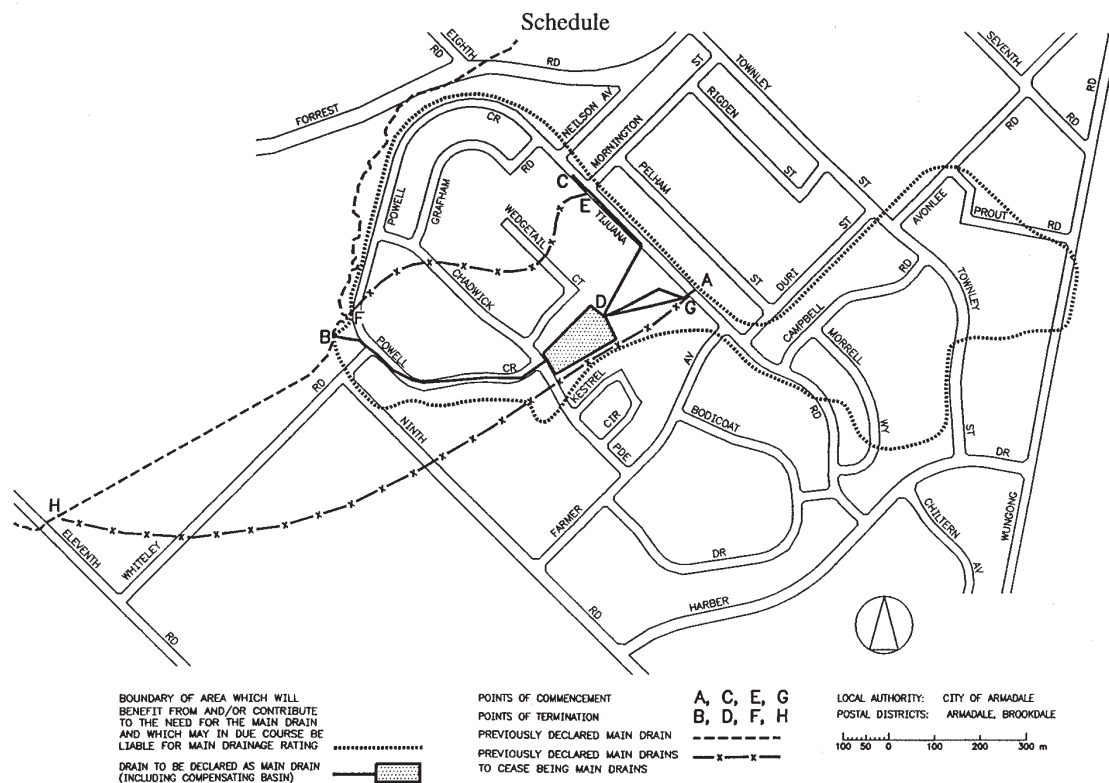 Schedule
EIGHTH
RD
RD
FORREST
NEILSON AV
ST
TOWNLEY
ST
RIGDEN
ST
MORNINGTON
PELHAM
ST
DURI
ST
SEVENTH
RD
RD
RD
AVONLEE
RD
PROUT
RD
CR
POWELL
GRAFHAM
RD
C
E
TIJUANA
WEDGETAIL
CT
CHADWICK
A
G
D
CAMPBELL
RD
TOWNLEY
ST
MORRELL
WY
B
F
POWELL
CR
KESTREL
CIR
PDE
AV
BODICOAT
RD
RD
NINTH
H
ELEVENTH
RD
WHITELEY
FARMER
DR
RD
HARBER
DR
CHILTERN
AV
WUNGONG
BOUNDARY OF AREA WHICH WILL
BENEFIT FROM AND/OR CONTRIBUTE
TO THE NEED FOR THE MAIN DRAIN
AND WHICH MAY IN DUE COURSE BE
LIABLE FOR MAIN DRAINAGE RATING
DRAIN TO BE DECLARED AS MAIN DRAIN
(INCLUDING COMPENSATING BASIN)
POINTS OF COMMENCEMENT A, C, E, G
POINTS OF TERMINATION B, D, F, H
PREVIOUSLY DECLARED MAIN DRAIN
PREVIOUSLY DECLARED MAIN DRAINS
TO CEASE BEING MAIN DRAINS
LOCAL AUTHORITY: CITY OF ARMADALE
POSTAL DISTRICTS: ARMADALE, BROOKDALE
100 50 0 100 200 300 m